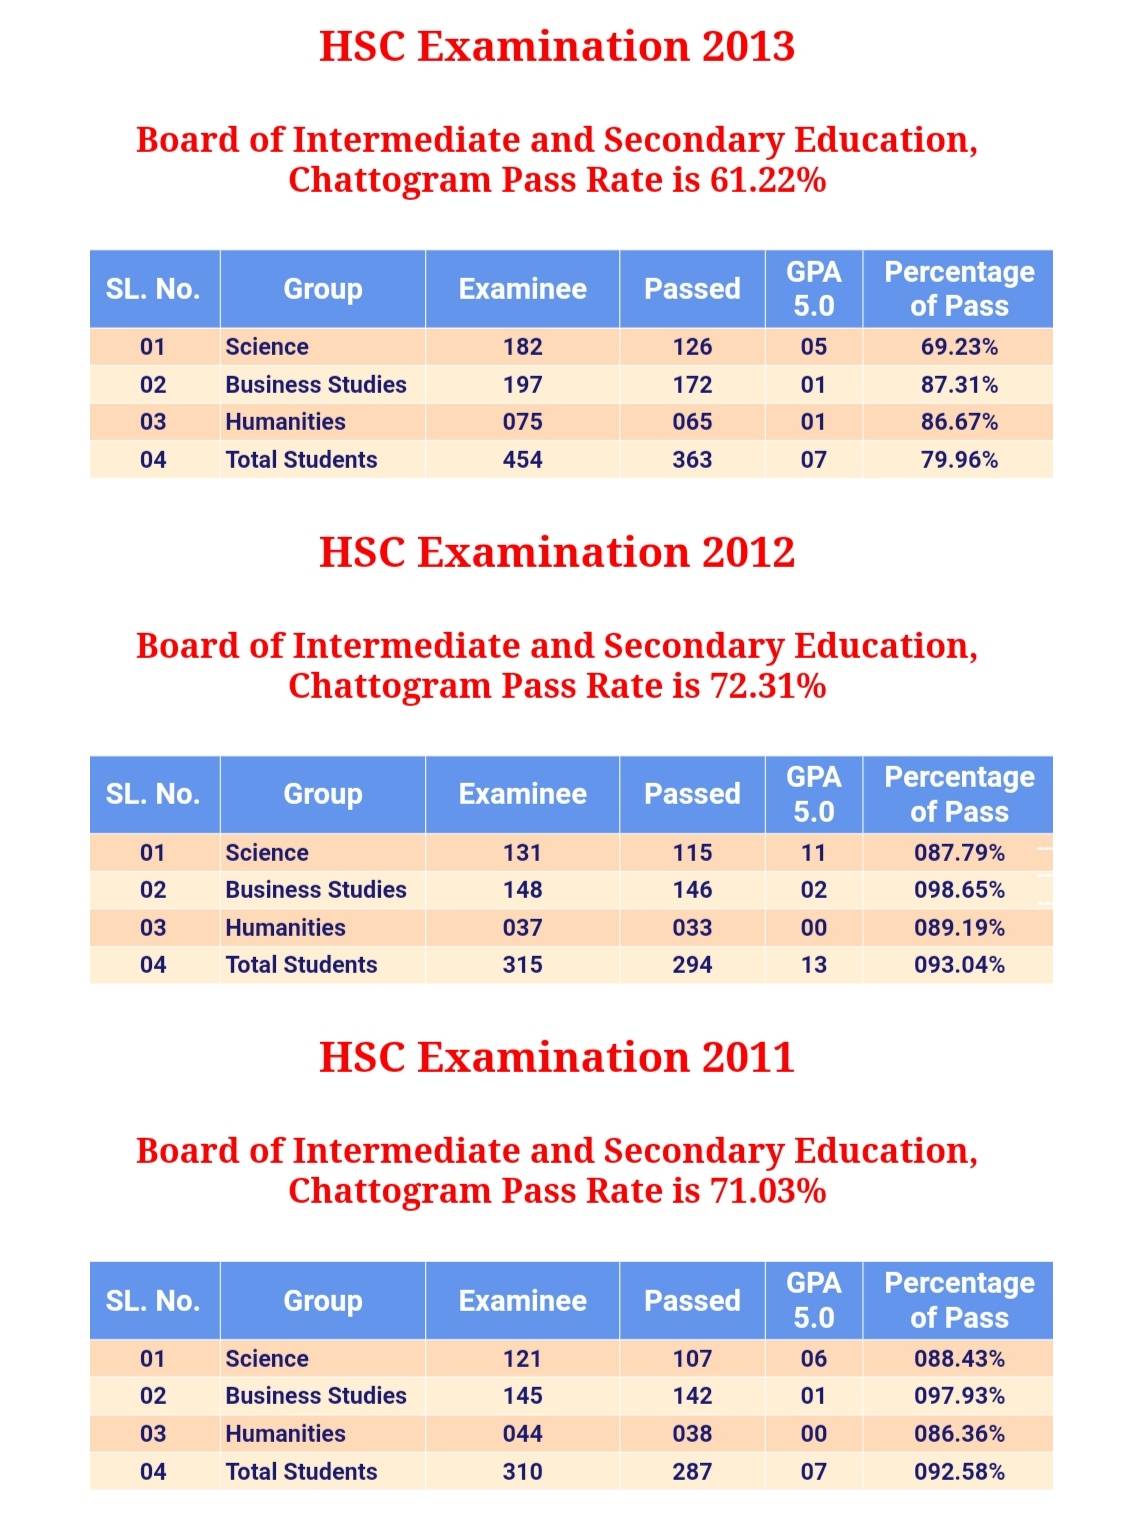 HSC Examination 2013
Board of Intermediate and Secondary Education,
Chattogram Pass Rate is 61.22%
SL. No. Group Examinee Passed GPA 5.0 Percentage of Pass
01 Science 182 126 05 69.23%
02 Business Studies 197 172 01 87.31%
03 Humanities 075 065 01 86.67%
04 Total Students 454 363 07 79.96%
HSC Examination 2012
Board of Intermediate and Secondary Education,
Chattogram Pass Rate is 72.31%
SL. No. Group Examinee Passed GPA 5.0 Percentage of Pass
01 Science 131 115 11 087.79%
02 Business Studies 148 146 02 098.65%
03 Humanities 037 033 00 089.19%
04 Total Students 315 294 13 093.04%
HSC Examination 2011
Board of Intermediate and Secondary Education,
Chattogram Pass Rate is 71.03%
SL. No. Group Examinee Passed GPA 5.0 Percentage of Pass
01 Science 121 107 06 088.43%
02 Business Studies 145 142 01 097.93%
03 Humanities 044 038 00 086.36%
04 Total Students 310 287 07 092.58%